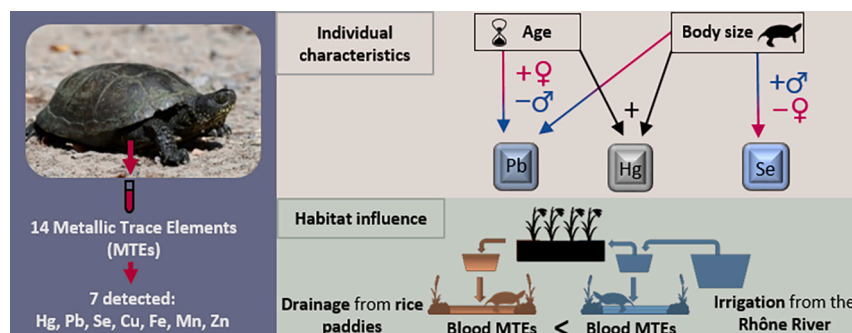 Individual
characteristics
Age
Body size
+♀
−♂
+
+♂
−♀
Pb
Hg
Se
14 Metallic Trace Elements
(MTEs)
7 detected:
Hg, Pb, Se, Cu, Fe, Mn, Zn
Habitat influence
Drainage from rice
paddies
Blood MTEs < Blood MTEs
Irrigation from the
Rhône River